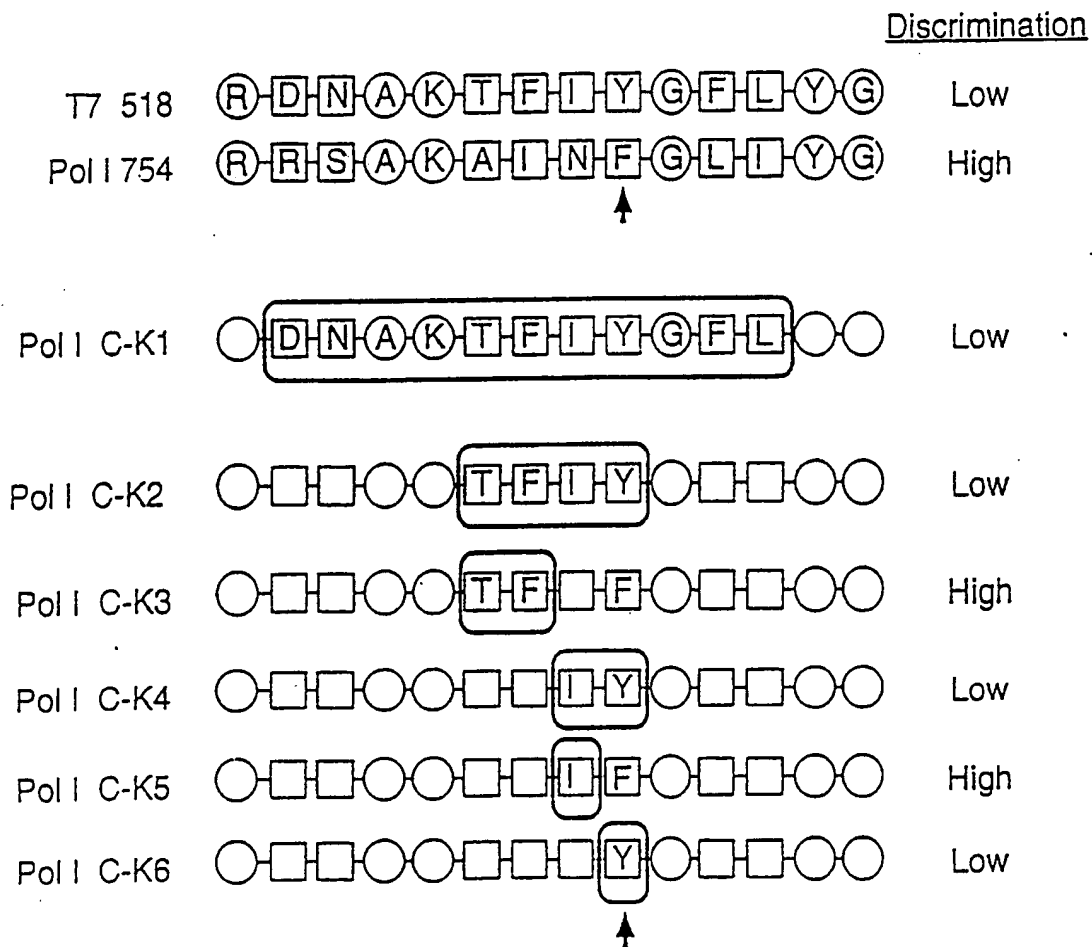 Discrimination
T7 518 R D N A K T F I Y G F L Y G Low
Pol I 754 R R S A K A I N F G L I Y G High
Pol I C-K1 D N A K T F I Y G F L Low
Pol I C-K2 T F I Y Low
Pol I C-K3 T F F High
Pol I C-K4 I Y Low
Pol I C-K5 I F High
Pol I C-K6 Y Low